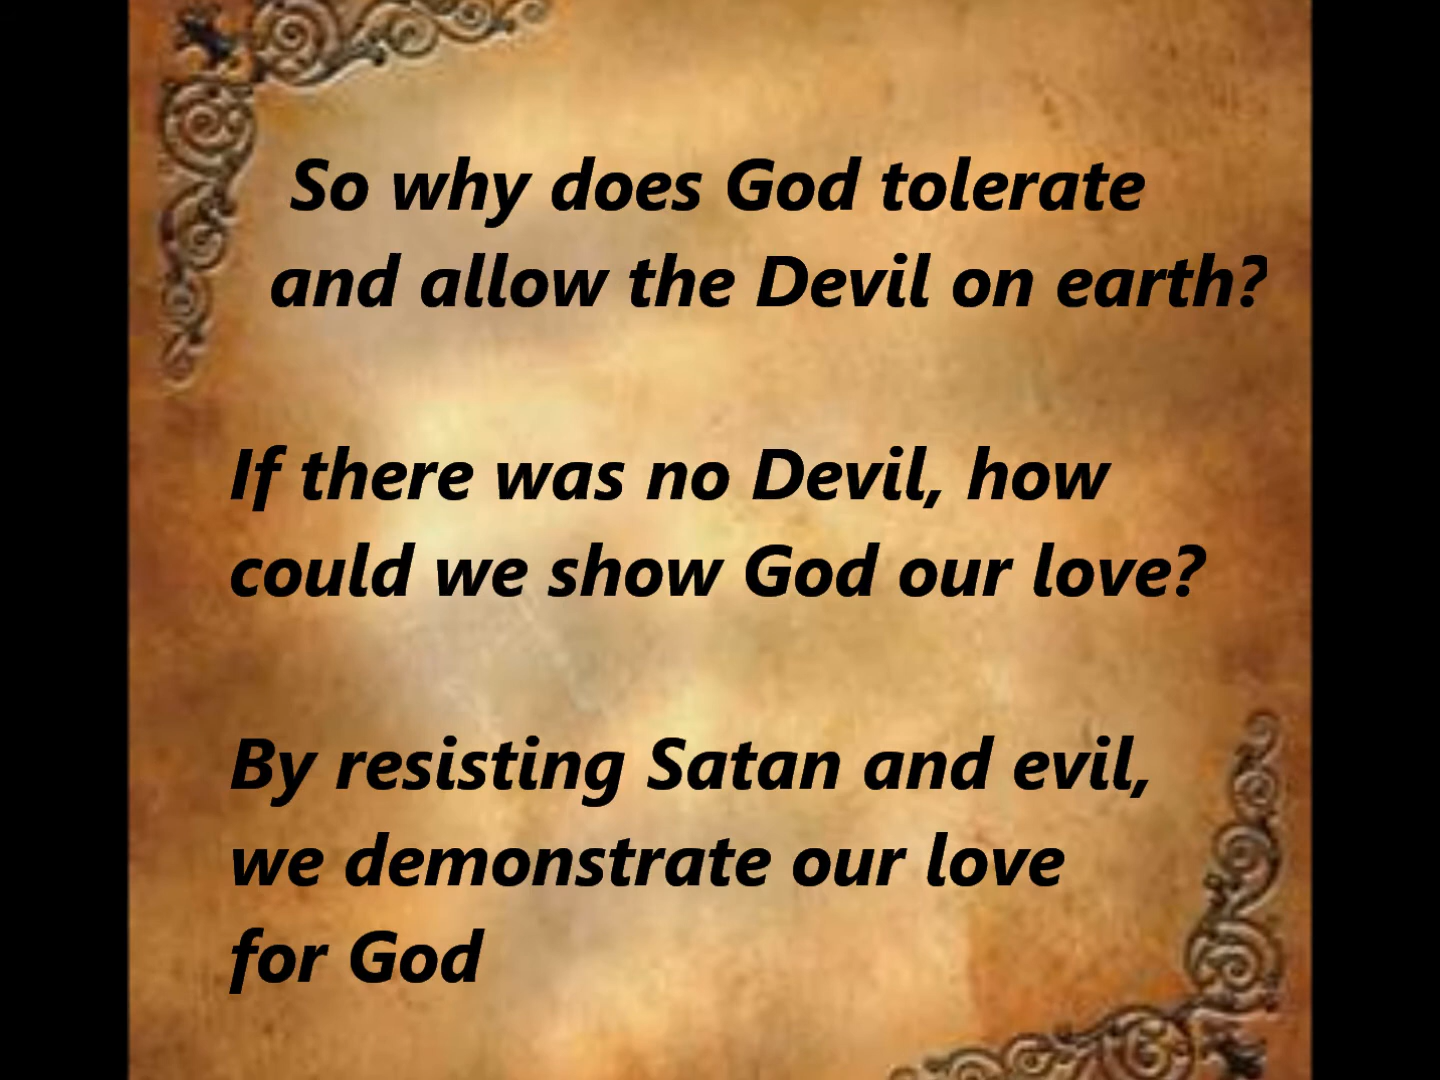 So why does God tolerate
and allow the Devil on earth?
If there was no Devil, how
could we show God our love?
By resisting Satan and evil,
we demonstrate our love
for God